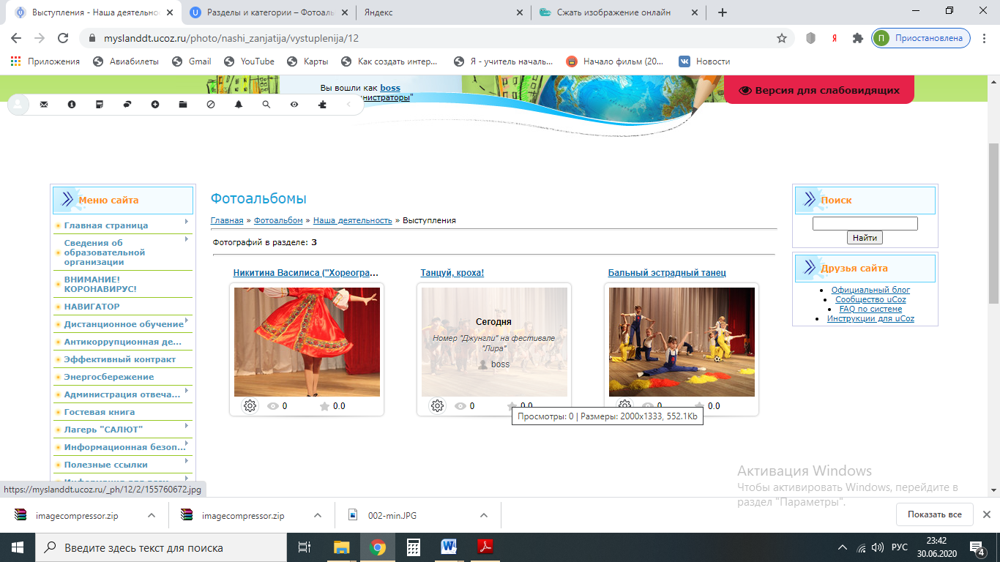 Выступления - Наша деятельнос
Разделы и категории – Фотоаль
Яндекс
Сжать изображение онлайн
myslanddt.ucoz.ru/photo/nashi_zanjatija/vystuplenija/12
П Приостановлена
Приложения
Авиабилеты
Gmail
YouTube
Карты
Как создать интер...
Я - учитель началь...
Начало фильм (20...
Новости
Вы вошли как boss
нистраторы"
Версия для слабовидящих
Меню сайта
Главная страница
Сведения об
образовательной
организации
ВНИМАНИЕ!
КОРОНАВИРУС!
НАВИГАТОР
Дистанционное обучение
Антикоррупционная де...
Эффективный контракт
Энергосбережение
Администрация отвеча...
Гостевая книга
Лагерь "САЛЮТ"
Информационная безоп...
Полезные ссылки
Фотоальбомы
Главная » Фотоальбом » Наша деятельность » Выступления
Фотографий в разделе: 3
Никитина Василиса ("Хореогра...
Танцуй, кроха!
Бальный эстрадный танец
Сегодня
Номер "Джунгли" на фестивале
"Лира"
boss
0 0.0
0 0.0
0 0.0
Просмотры: 0 | Размеры: 2000x1333, 552.1Kb
Поиск
Найти
Друзья сайта
Официальный блог
Сообщество uCoz
FAQ по системе
Инструкции для uCoz
Активация Windows
Чтобы активировать Windows, перейдите в
раздел "Параметры".
https://myslanddt.ucoz.ru/_ph/12/2/155760672.jpg
imagecompressor.zip
imagecompressor.zip
002-min.JPG
Показать все
Введите здесь текст для поиска
РУС
23:42
30.06.2020
4